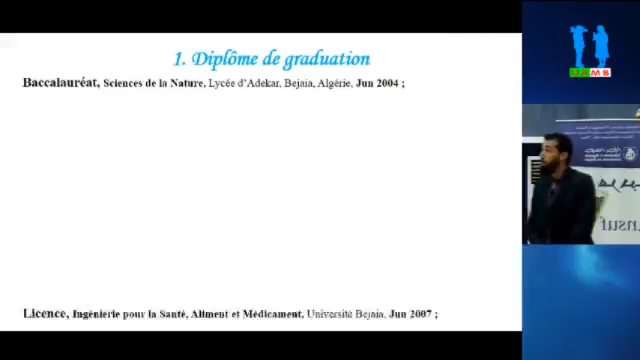 1. Diplôme de graduation
Baccalauréat, Sciences de la Nature, Lycée d’Adekar, Bejaia, Algérie, Jun 2004 ;
UAMB
Licence, Ingénierie pour la Santé, Aliment et Médicament, Université Bejaia, Jun 2007 ;